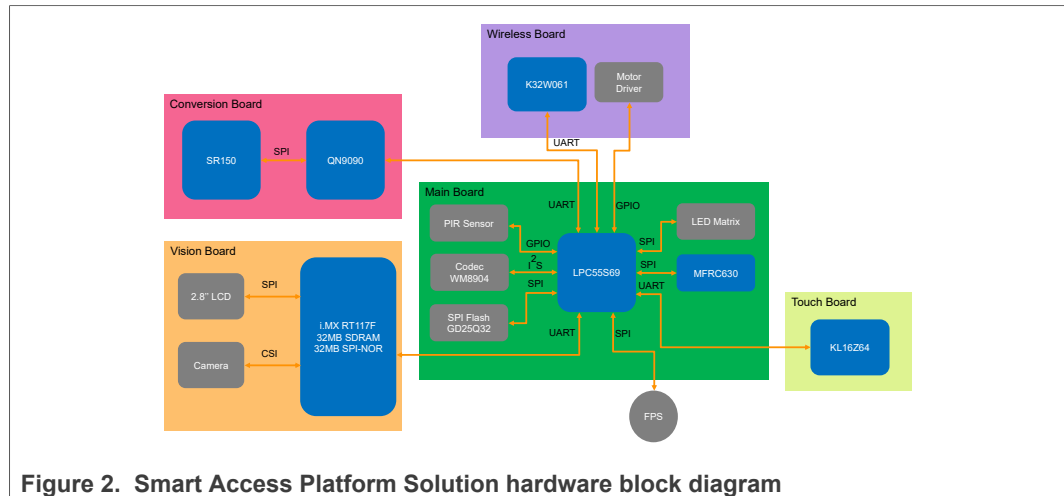 Wireless Board
K32W061
Motor
Driver
UART
GPIO
Conversion Board
SR150
SPI
QN9090
Main Board
UART
PIR Sensor
GPIO
Codec
WM8904
I2S
SPI Flash
GD25Q32
SPI
LPC55S69
UART
SPI
LED Matrix
SPI
MFRC630
SPI
UART
FPS
Vision Board
2.8" LCD
SPI
Camera
CSI
i.MX RT117F
32MB SDRAM
32MB SPI-NOR
Touch Board
KL16Z64
Figure 2. Smart Access Platform Solution hardware block diagram